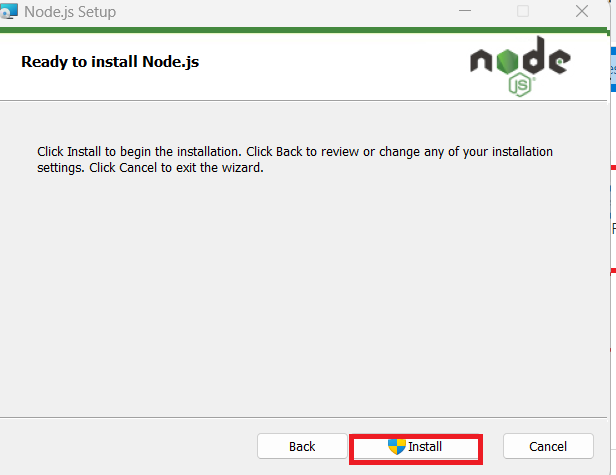 Node.js Setup
Ready to install Node.js
node
JS
Click Install to begin the installation. Click Back to review or change any of your installation
settings. Click Cancel to exit the wizard.
Back
Install
Cancel